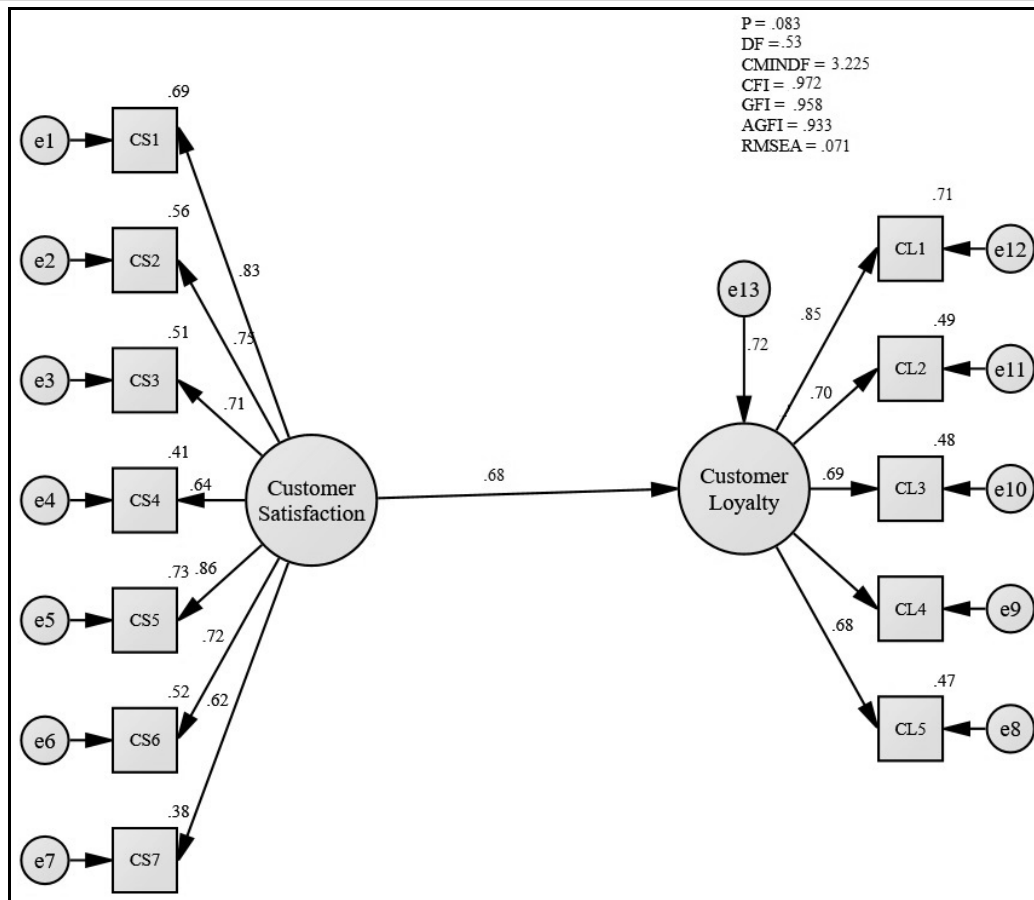 P = .083
DF =.53
CMINDF = 3.225
CFI = .972
GFI = .958
AGFI = .933
RMSEA = .071
.69
e1
CS1
.56
e2
CS2
.83
.51
.75
e3
CS3
.71
.41
e4
CS4
.64
Customer
Satisfaction
.73
.86
e5
CS5
.72
.52
.62
e6
CS6
.38
e7
CS7
.68
e13
.72
Customer
Loyalty
.71
CL1
e12
.85
.49
CL2
e11
.70
.48
.69
CL3
e10
CL4
e9
.68
.47
CL5
e8